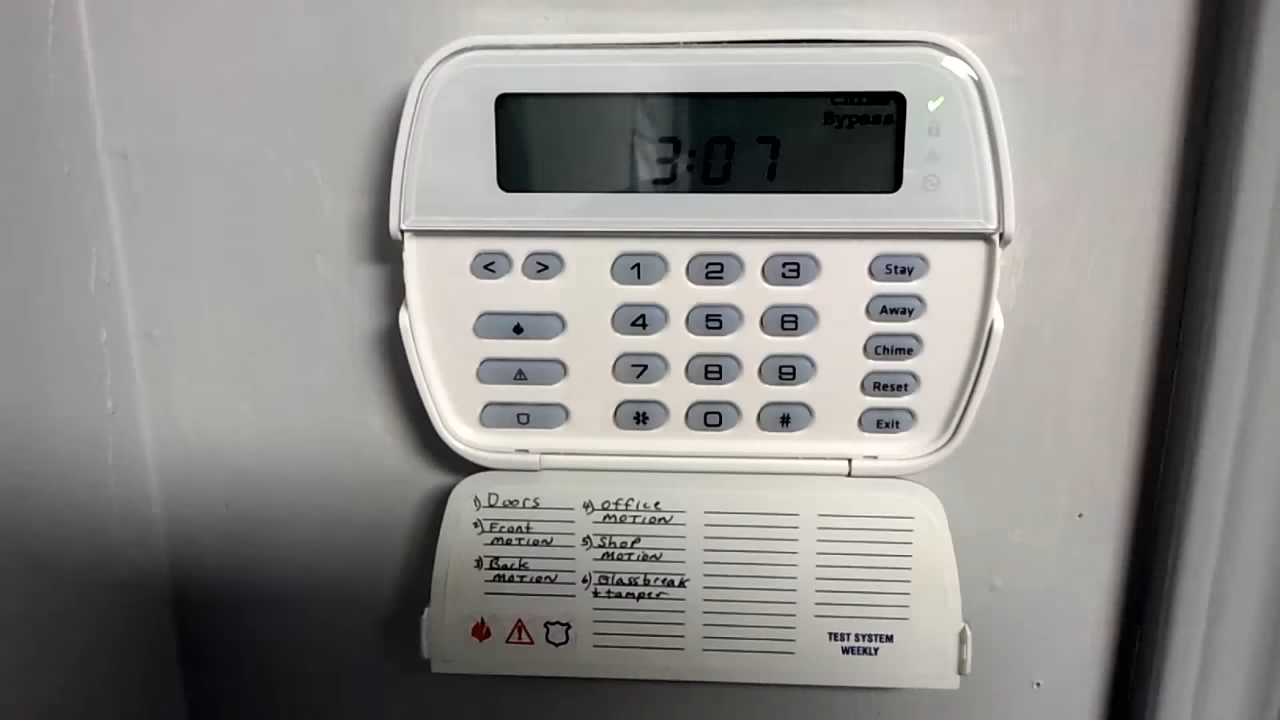 Bypass
3:07
< > 1 2 3 Stay
4 5 6 Away
7 8 9 Chime
Reset
* 0 # Exit
1) Doors
2) Front
MOTION
3) Back
MOTION
4) Office
MOTION
5) Shop
MOTION
6) Glassbreak
+ tamper
TEST SYSTEM
WEEKLY